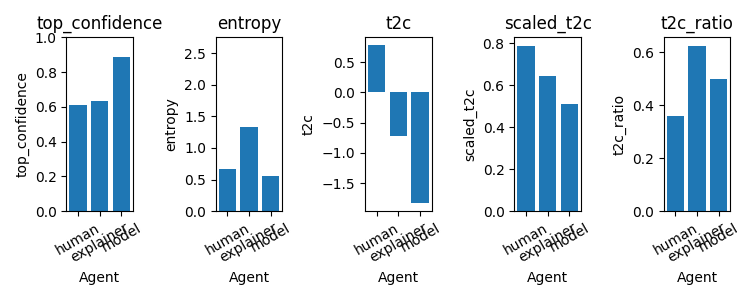 top_confidence
top_confidence
1.0
0.8
0.6
0.4
0.2
0.0
human
explainer
model
Agent
entropy
entropy
2.5
2.0
1.5
1.0
0.5
0.0
human
explainer
model
Agent
t2c
t2c
0.5
0.0
−0.5
−1.0
−1.5
human
explainer
model
Agent
scaled_t2c
scaled_t2c
0.8
0.6
0.4
0.2
0.0
human
explainer
model
Agent
t2c_ratio
t2c_ratio
0.6
0.4
0.2
0.0
human
explainer
model
Agent